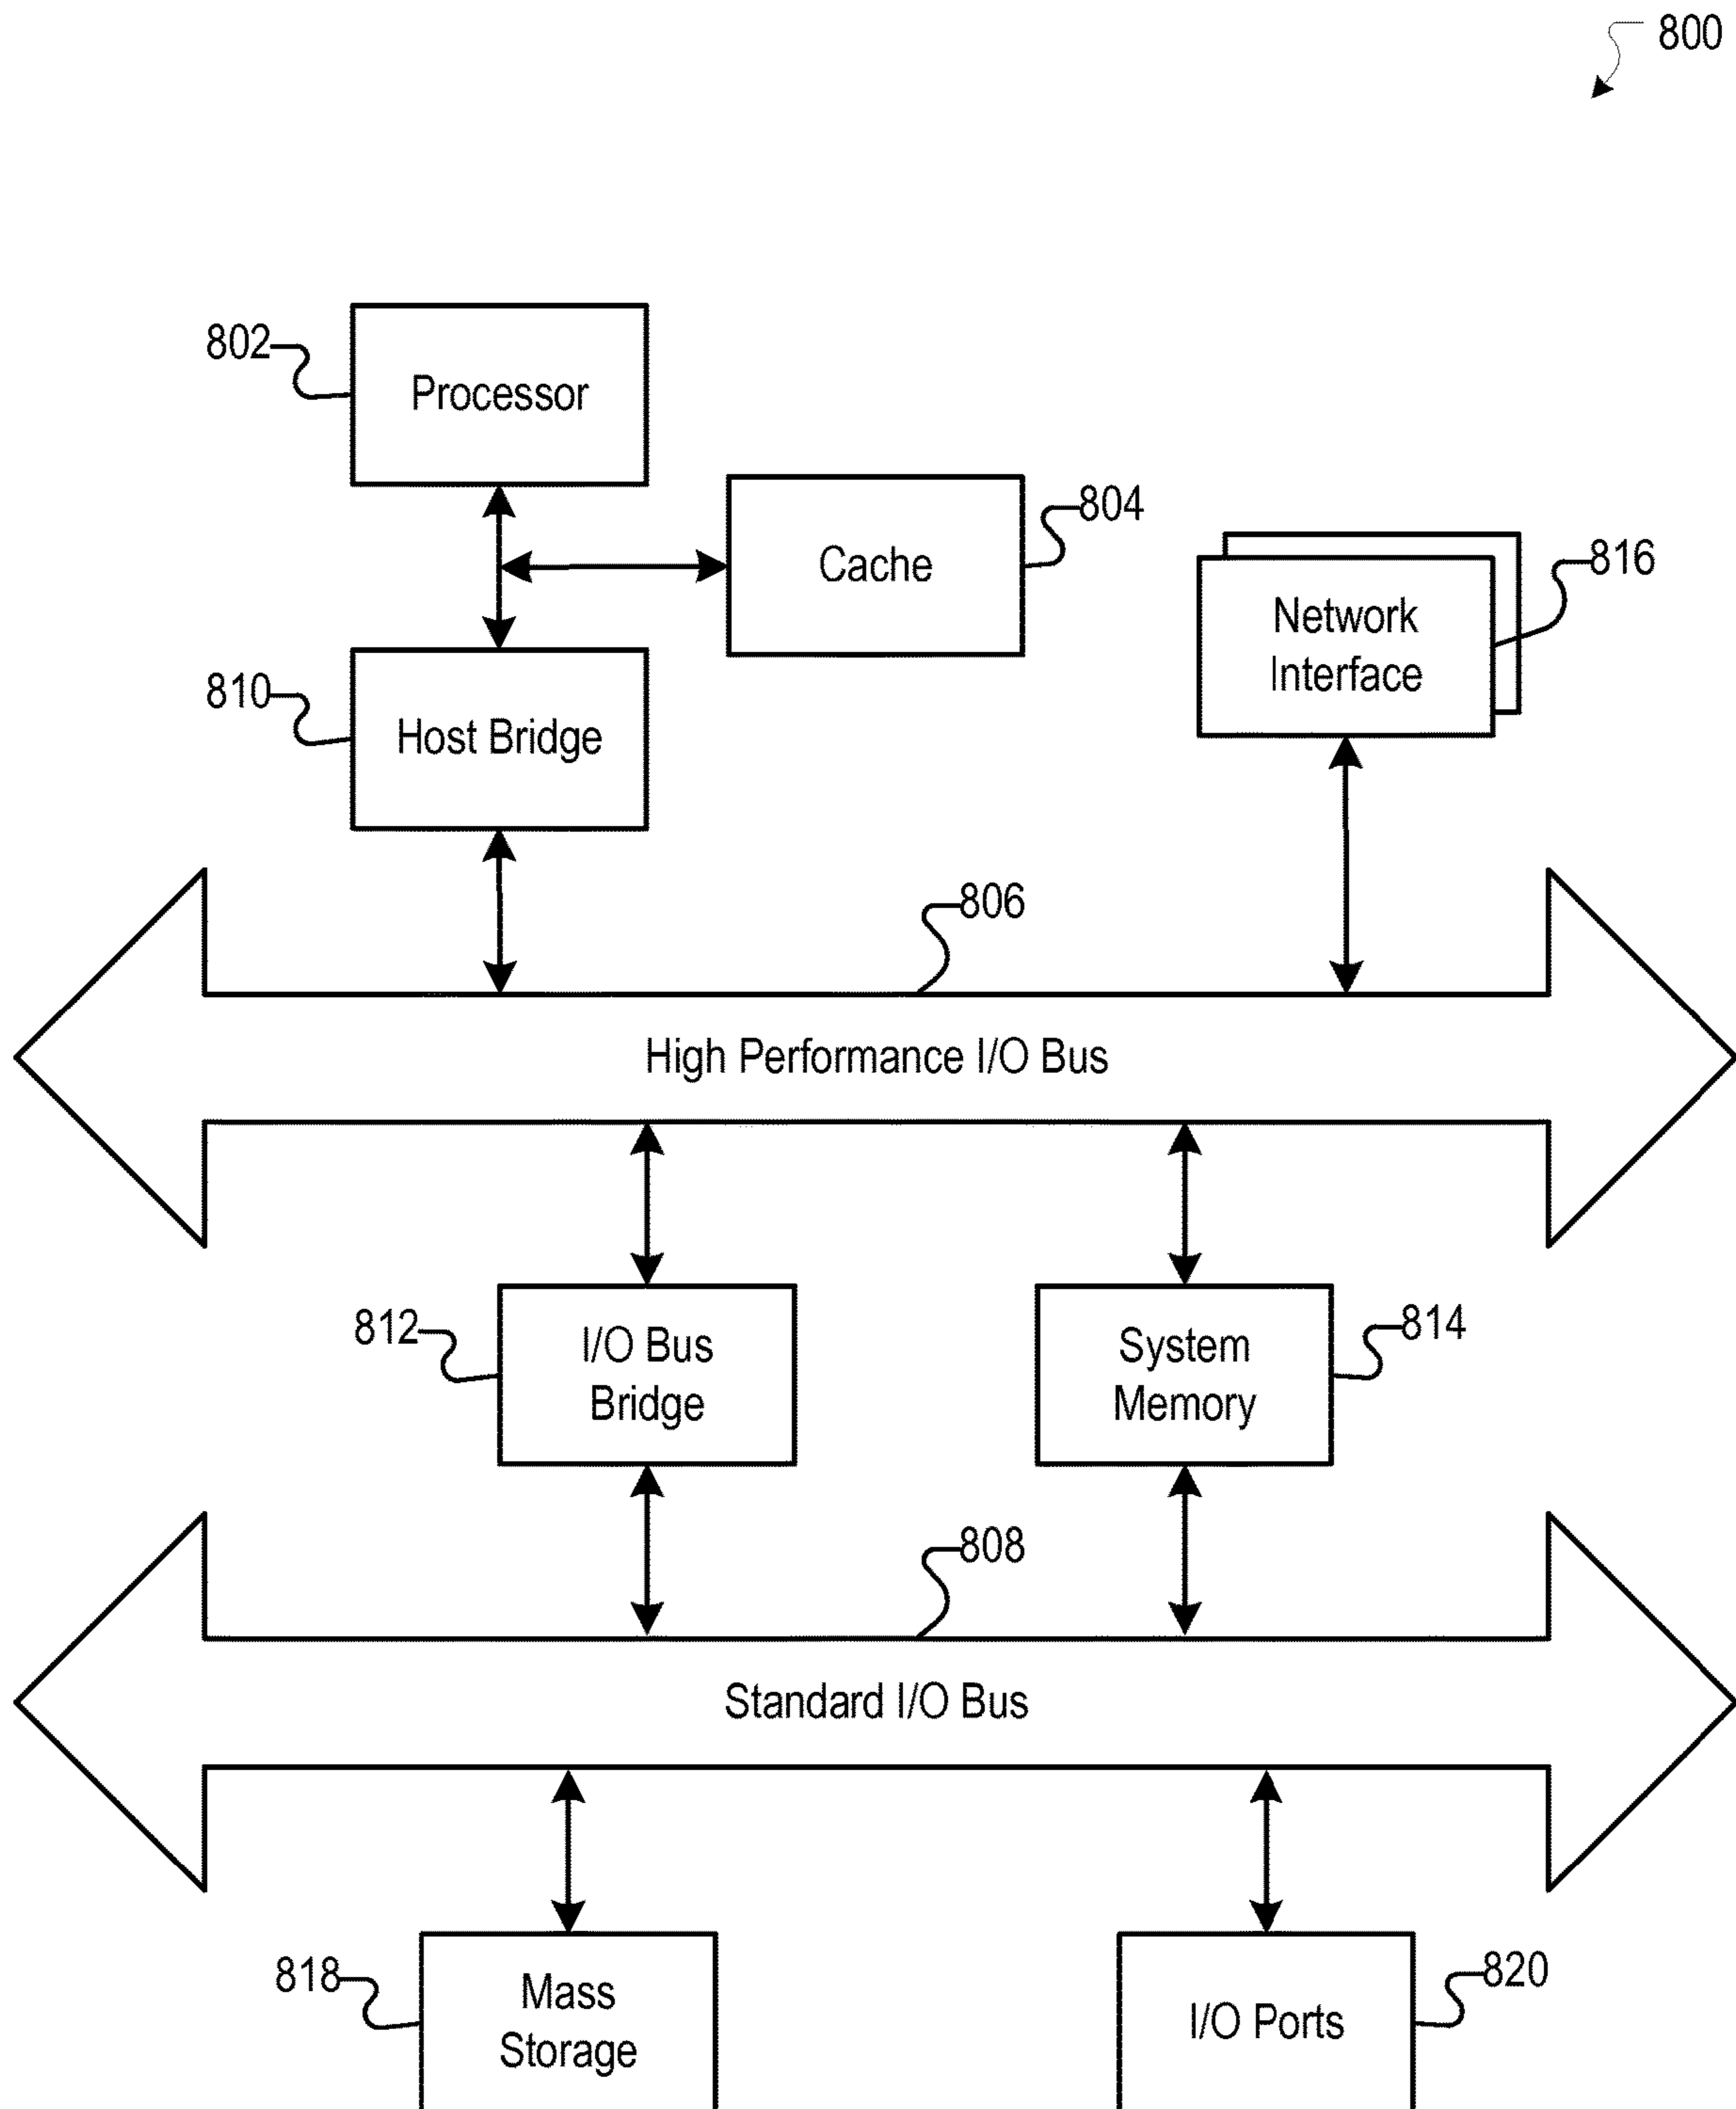 800
802
Processor
804
Cache
816
Network
Interface
810
Host Bridge
806
High Performance I/O Bus
812
I/O Bus
Bridge
System
Memory
814
808
Standard I/O Bus
818
Mass
Storage
I/O Ports
820